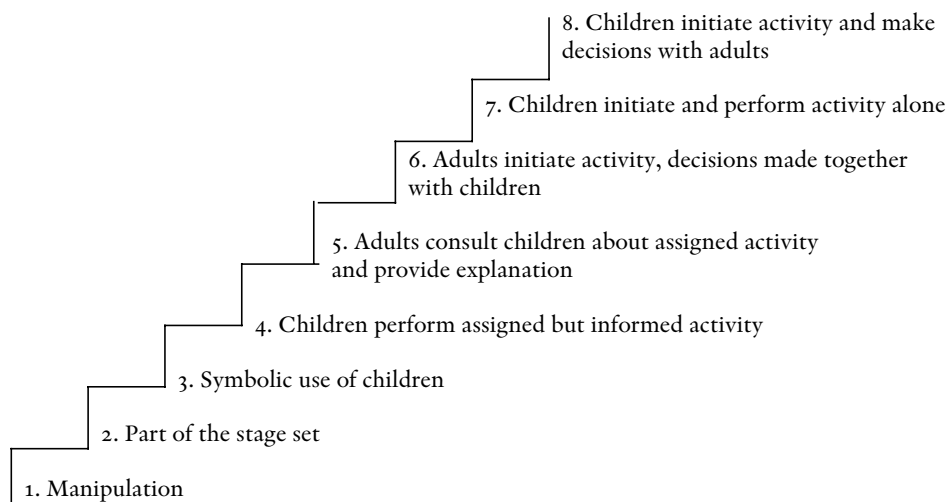 8. Children initiate activity and make
decisions with adults
7. Children initiate and perform activity alone
6. Adults initiate activity, decisions made together
with children
5. Adults consult children about assigned activity
and provide explanation
4. Children perform assigned but informed activity
3. Symbolic use of children
2. Part of the stage set
1. Manipulation